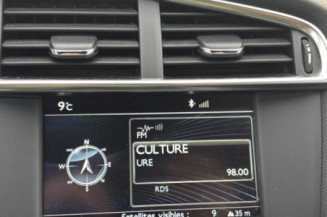 9°C
FM
CULTURE
URE
98.00
RDS
N
W
E
S
Satellites visibles : 9 35 m